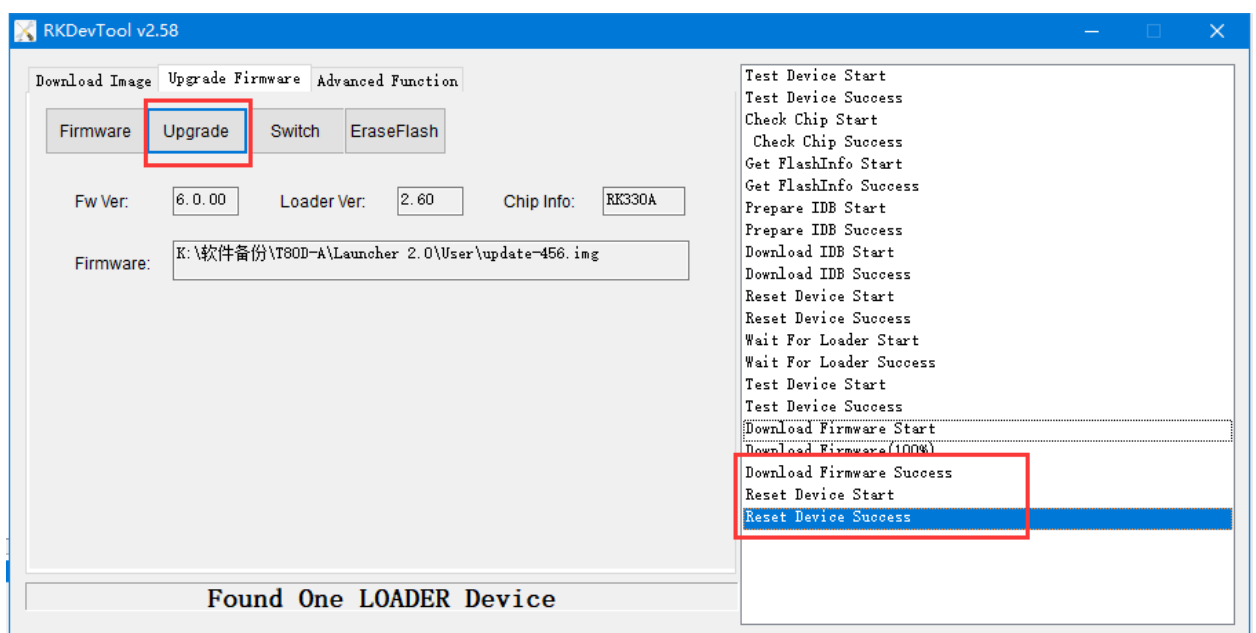 RKDevTool v2.58
Download Image Upgrade Firmware Advanced Function
Firmware Upgrade Switch EraseFlash
Fw Ver: 6.0.00 Loader Ver: 2.60 Chip Info: RK330A
Firmware: K:\软件备份\T80D-A\Launcher 2.0\User\update-456.img
Found One LOADER Device
Test Device Start
Test Device Success
Check Chip Start
Check Chip Success
Get FlashInfo Start
Get FlashInfo Success
Prepare IDB Start
Prepare IDB Success
Download IDB Start
Download IDB Success
Reset Device Start
Reset Device Success
Wait For Loader Start
Wait For Loader Success
Test Device Start
Test Device Success
Download Firmware Start
Download Firmware(100%)
Download Firmware Success
Reset Device Start
Reset Device Success